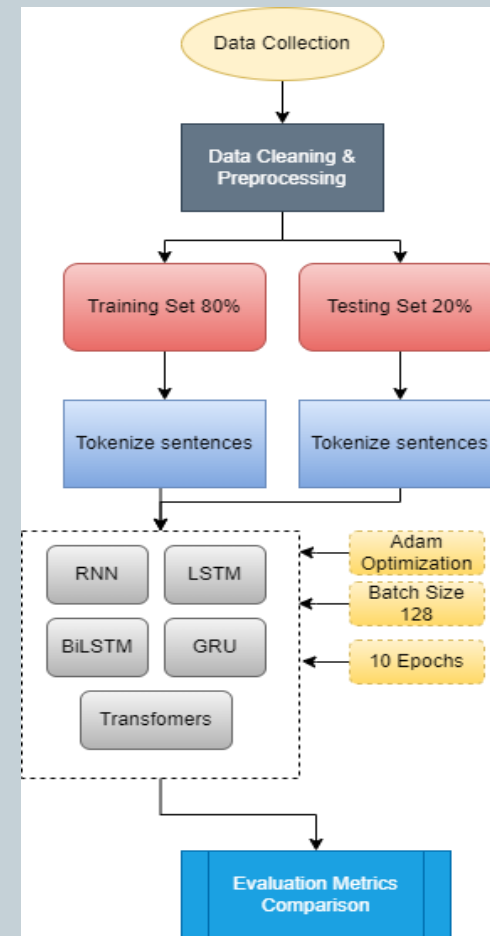 Data Collection
Data Cleaning &
Preprocessing
Training Set 80%
Testing Set 20%
Tokenize sentences
Tokenize sentences
RNN
LSTM
Adam
Optimization
Batch Size
128
BiLSTM
GRU
10 Epochs
Transfomers
Evaluation Metrics
Comparison